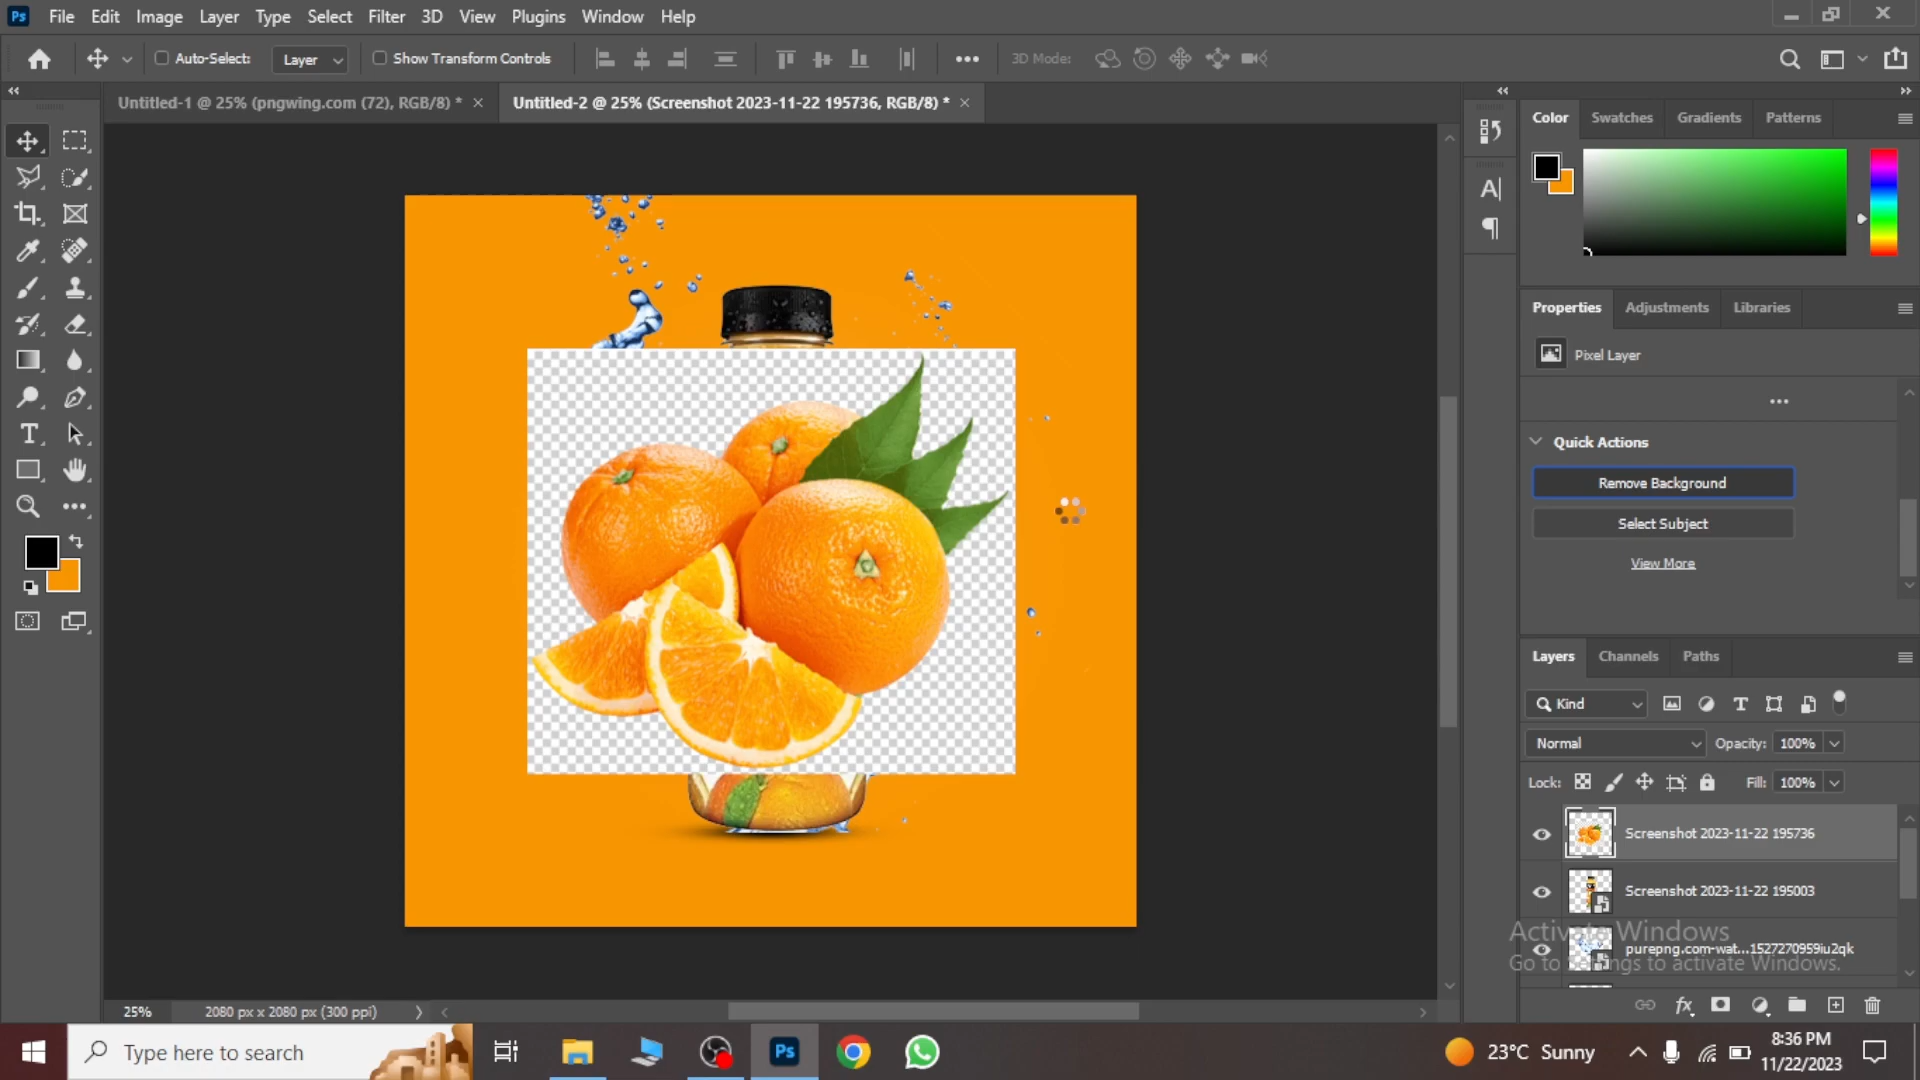 Ps File Edit Image Layer Type Select Filter 3D View Plugins Window Help
Auto-Select: Layer Show Transform Controls 3D Mode:
Untitled-1 @ 25% (pngwing.com (72), RGB/8) * Untitled-2 @ 25% (Screenshot 2023-11-22 195736, RGB/8) *
Color Swatches Gradients Patterns
Properties Adjustments Libraries
Pixel Layer
Quick Actions
Remove Background
Select Subject
View More
Layers Channels Paths
Kind
Normal Opacity: 100%
Lock: Fill: 100%
Screenshot 2023-11-22 195736
Screenshot 2023-11-22 195003
purepng.com-wat...1527270959iu2qk
Activate Windows
Go to Settings to activate Windows.
25% 2080 px x 2080 px (300 ppi)
Type here to search
Ps
23°C Sunny
8:36 PM
11/22/2023